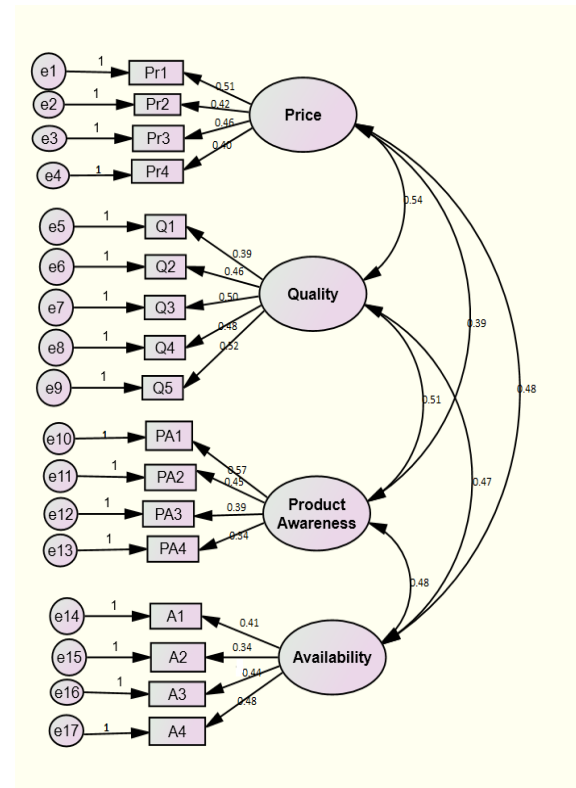 e1 1 Pr1 0.51
e2 1 Pr2 0.42
Price
e3 1 Pr3 0.46
e4 1 Pr4 0.40
0.54
e5 1 Q1 0.39
e6 1 Q2 0.46
Quality
e7 1 Q3 0.50
e8 1 Q4 0.48
e9 1 Q5 0.52
0.39
0.48
0.51
e10 1 PA1 0.57
e11 1 PA2 0.45
0.47
Product
Awareness
e12 1 PA3 0.39
e13 1 PA4 0.34
0.48
e14 1 A1 0.41
e15 1 A2 0.34
Availability
e16 1 A3 0.44
e17 1 A4 0.48